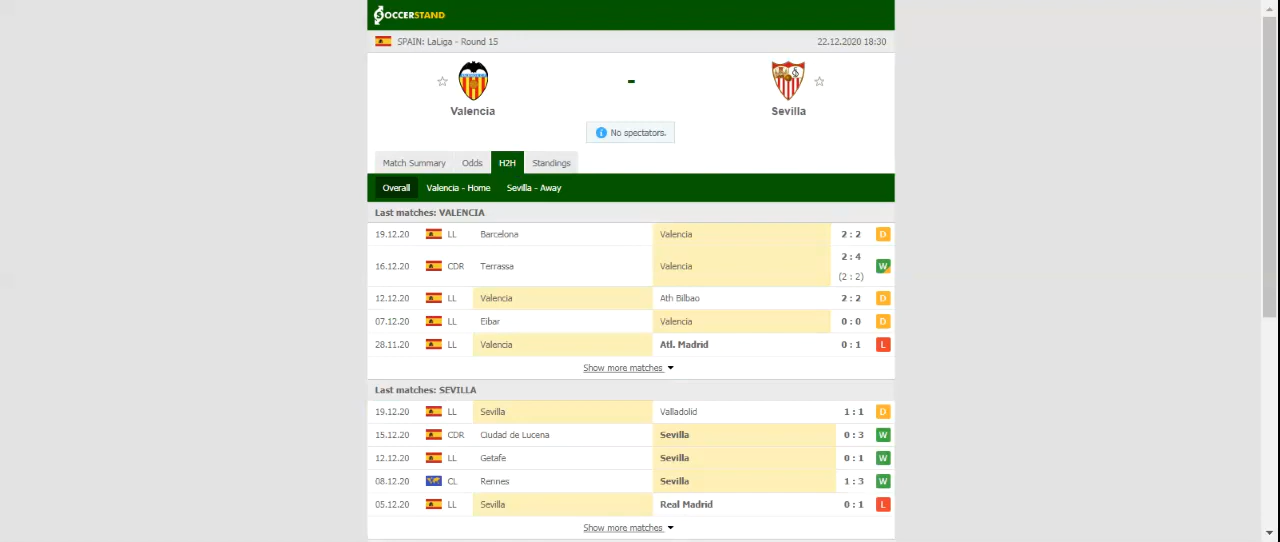 SOCCERSTAND
SPAIN: LaLiga - Round 15 22.12.2020 18:30
-
Valencia Sevilla
No spectators.
Match Summary Odds H2H Standings
Overall Valencia - Home Sevilla - Away
Last matches: VALENCIA
19.12.20 LL Barcelona Valencia 2 : 2 D
16.12.20 CDR Terrassa Valencia 2 : 4 (2 : 2) W
12.12.20 LL Valencia Ath Bilbao 2 : 2 D
07.12.20 LL Eibar Valencia 0 : 0 D
28.11.20 LL Valencia Atl. Madrid 0 : 1 L
Show more matches
Last matches: SEVILLA
19.12.20 LL Sevilla Valladolid 1 : 1 D
15.12.20 CDR Ciudad de Lucena Sevilla 0 : 3 W
12.12.20 LL Getafe Sevilla 0 : 1 W
08.12.20 CL Rennes Sevilla 1 : 3 W
05.12.20 LL Sevilla Real Madrid 0 : 1 L
Show more matches